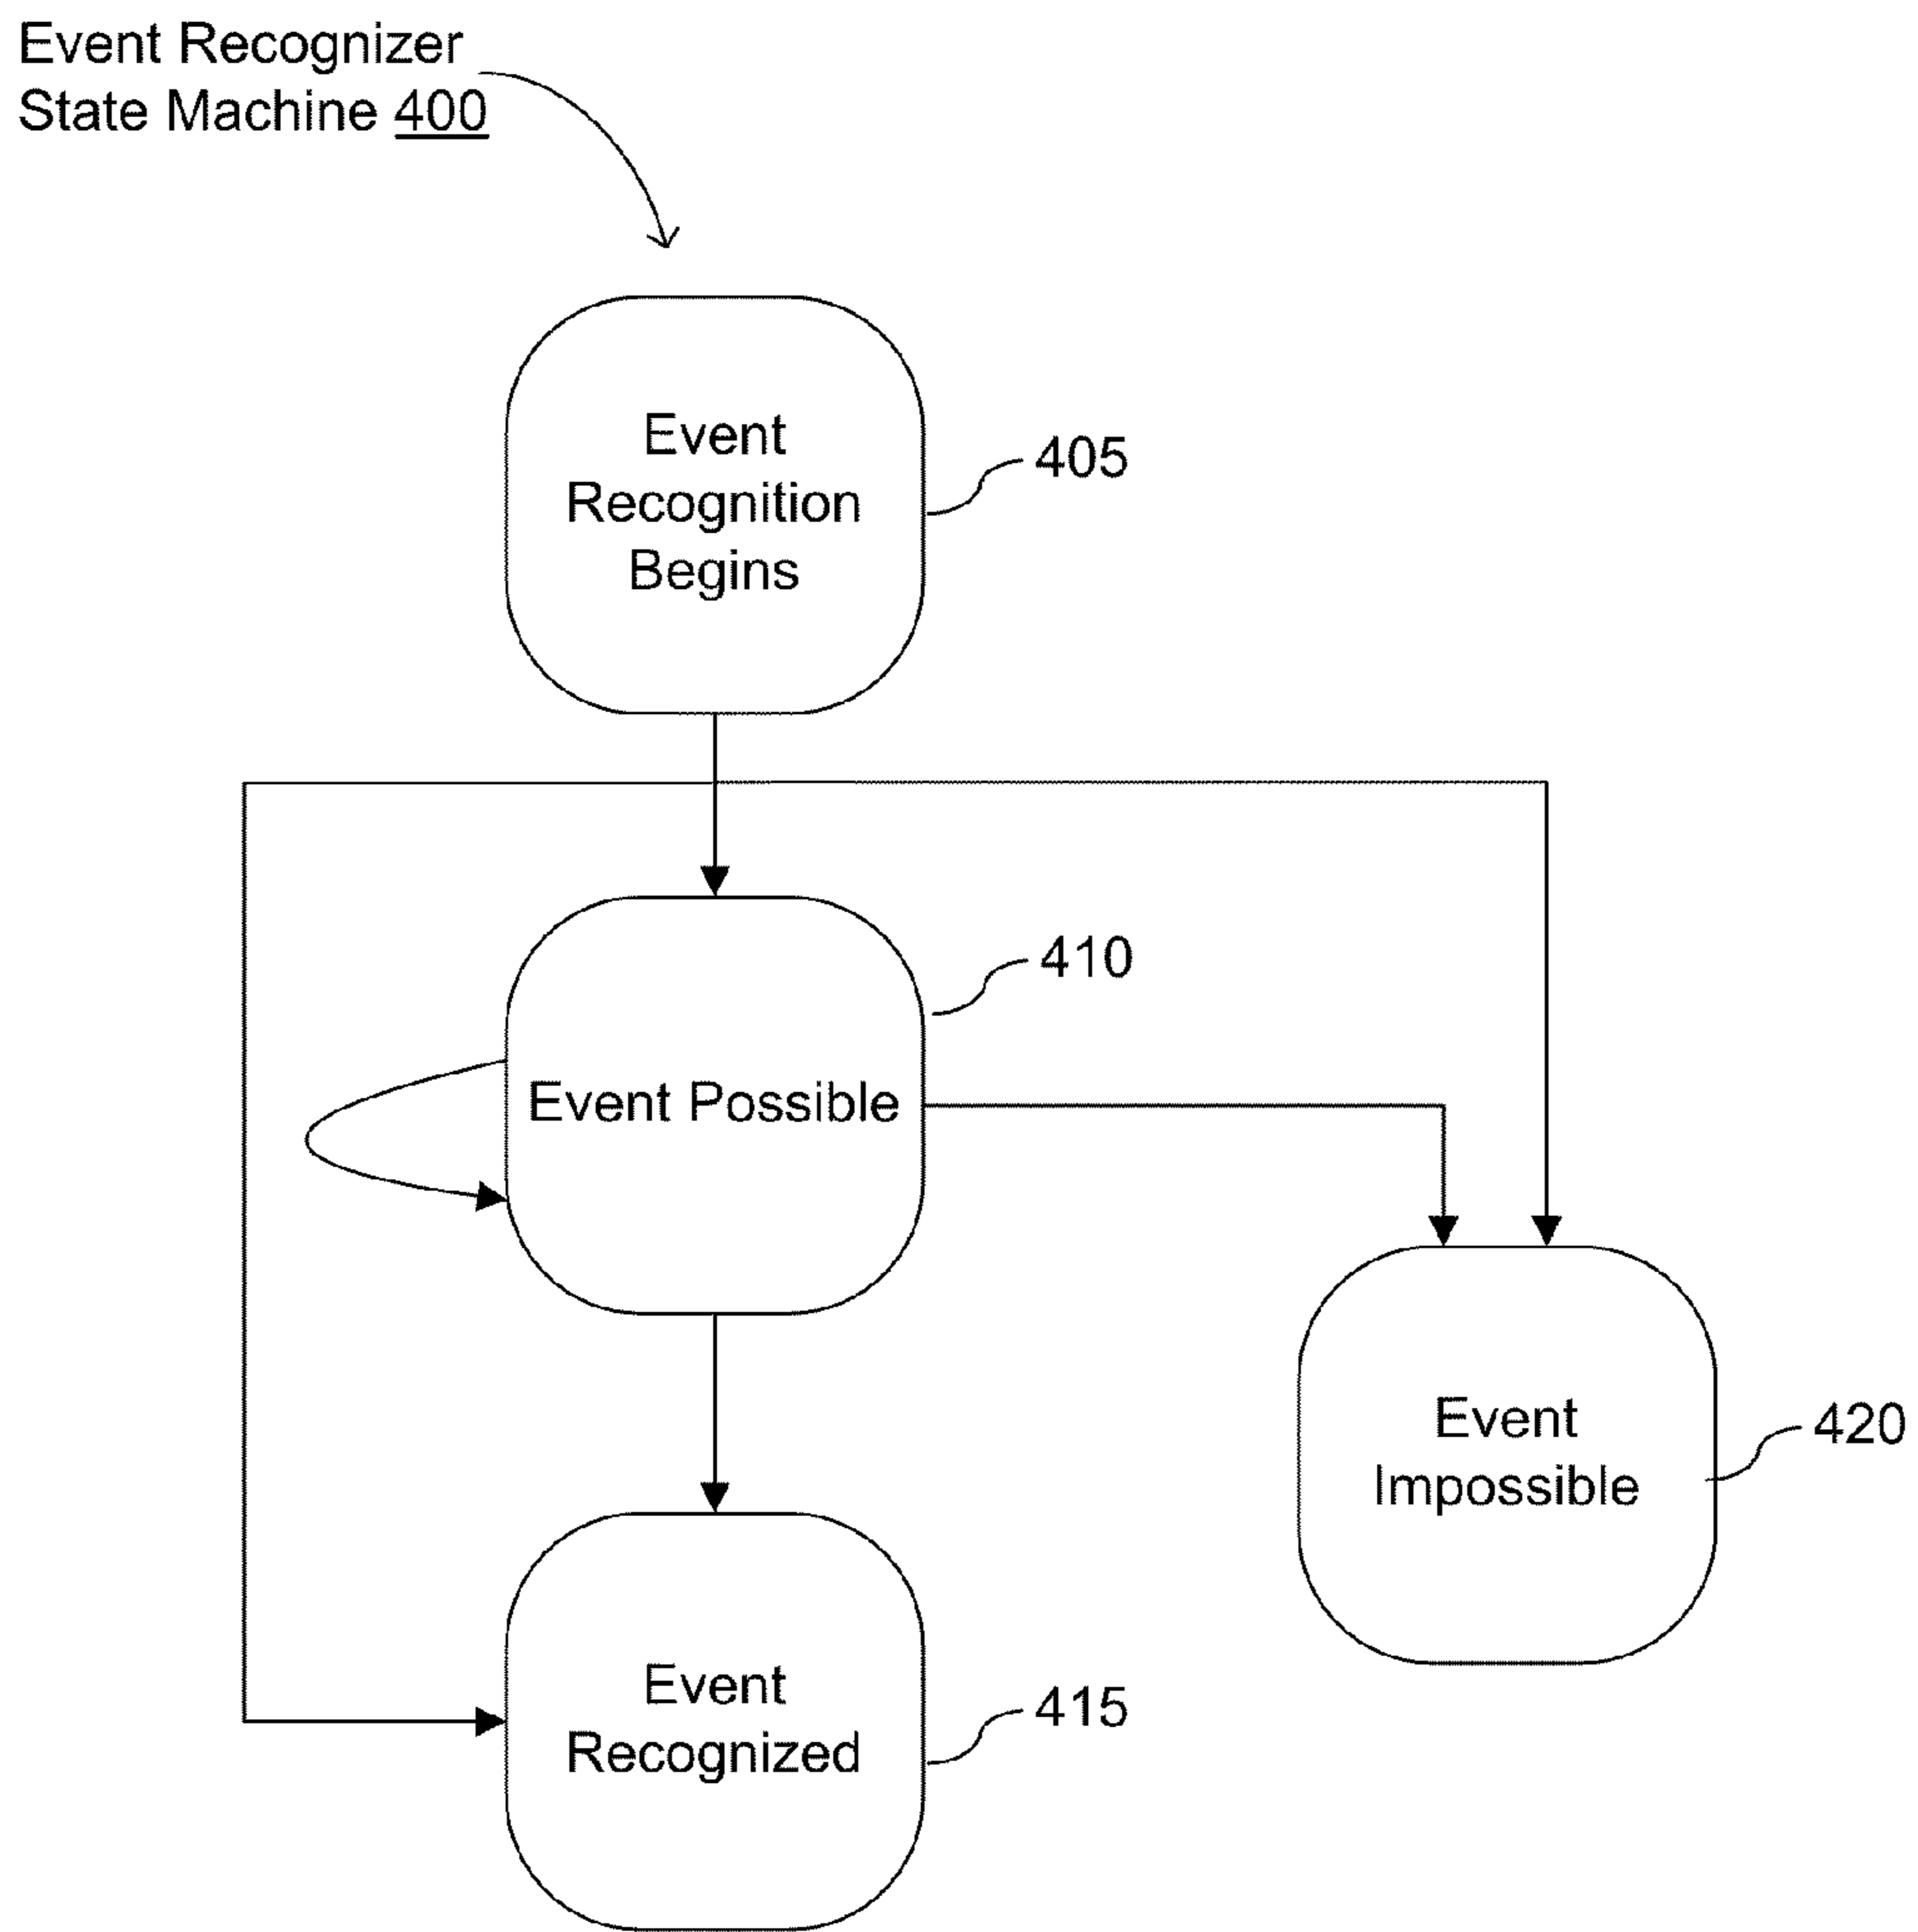 Event Recognizer
State Machine 400
Event
Recognition
Begins
405
410
Event Possible
Event
Impossible
420
Event
Recognized
415